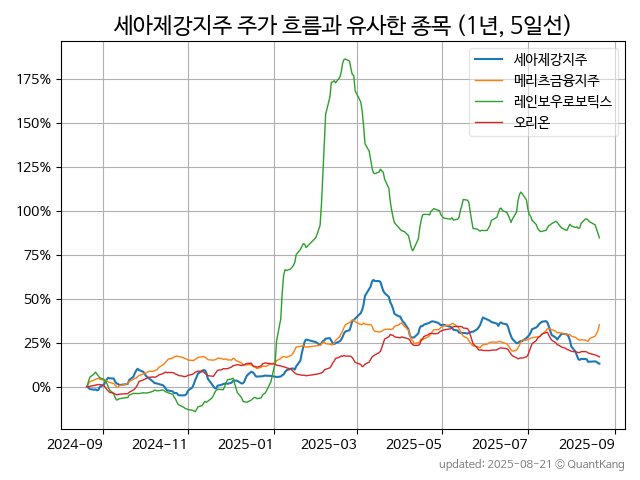 세아제강지주 주가 흐름과 유사한 종목 (1년, 5일선)
세아제강지주
메리츠금융지주
레인보우로보틱스
오리온
175%
150%
125%
100%
75%
50%
25%
0%
2024-09 2024-11 2025-01 2025-03 2025-05 2025-07 2025-09
updated: 2025-08-21 © QuantKang